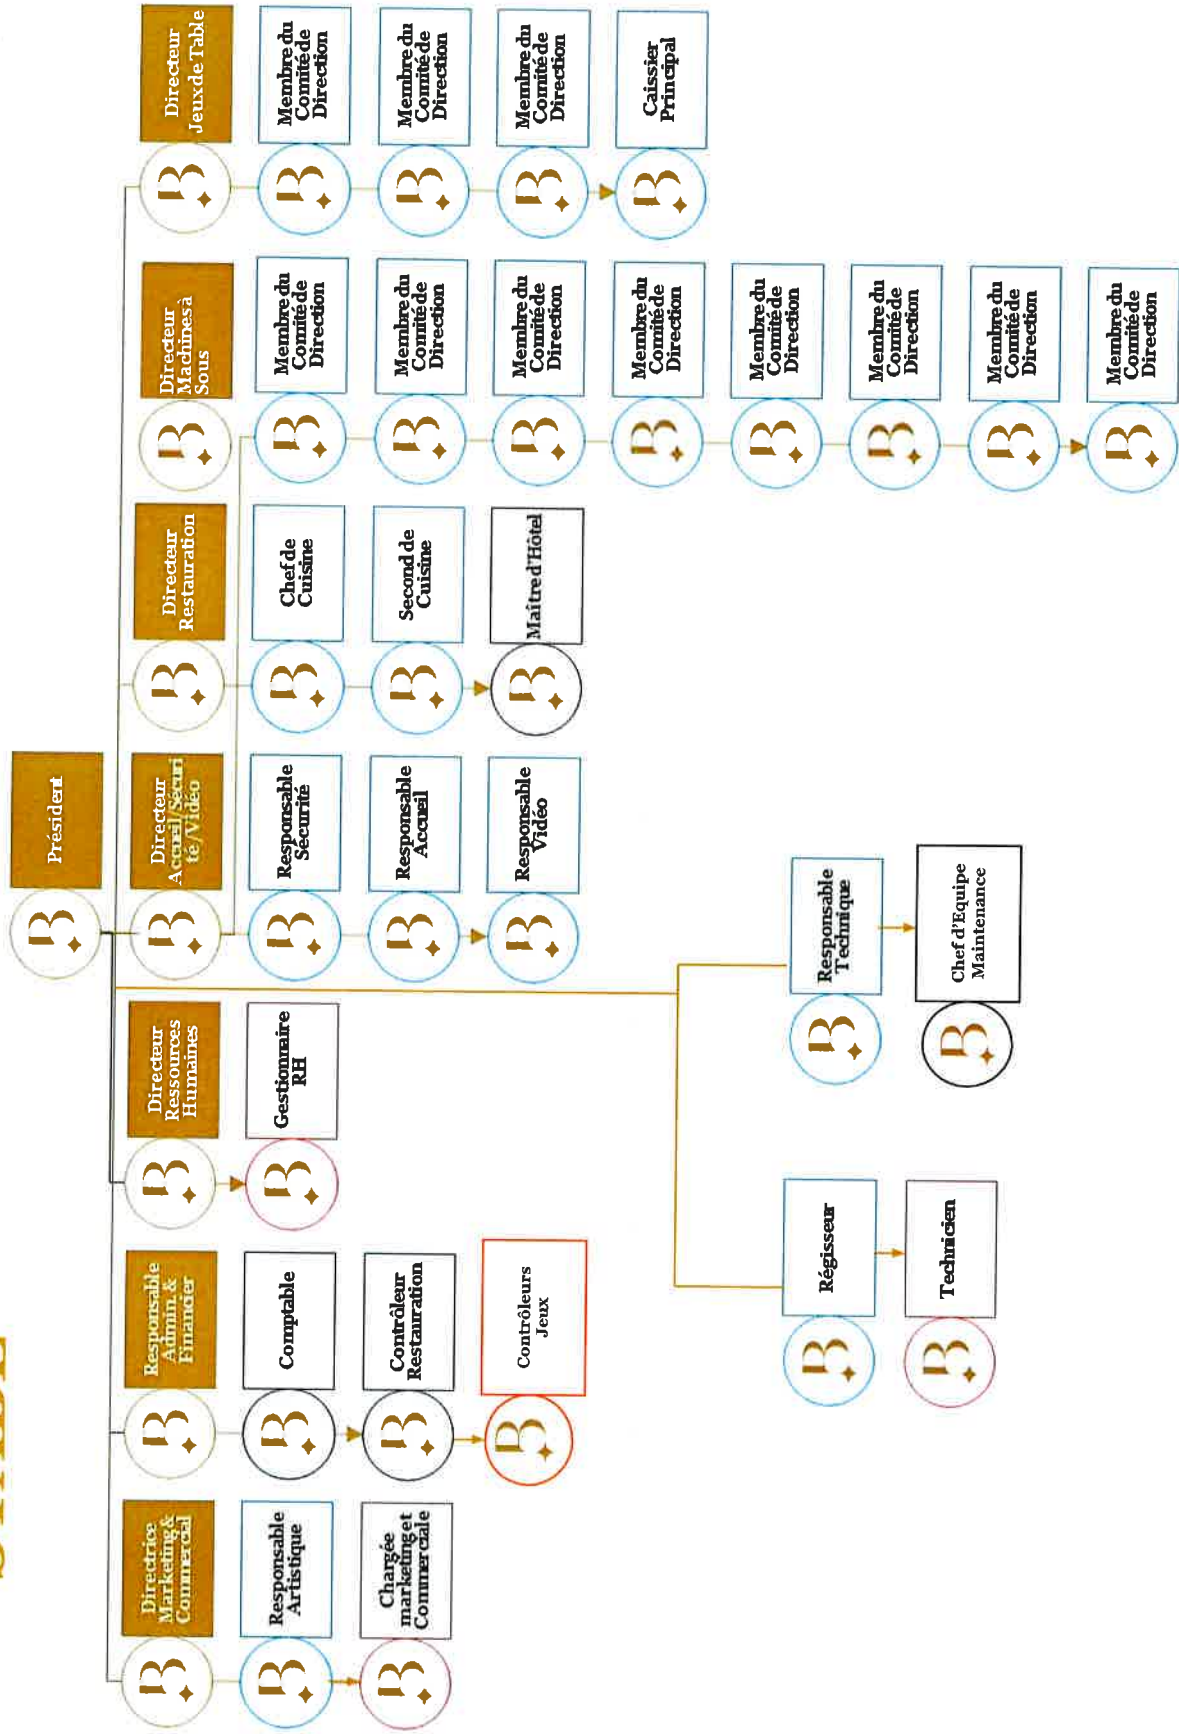 Président
Directrice
Marketing &
Commercial
Responsable
Admin. &
Financier
Directeur
Ressources
Humaines
Directeur
Accueil/Sécuri
té/Vidéo
Directeur
Restauration
Directeur
Machines à
Sous
Directeur
Jeux de Table
Responsable
Artistique
Comptable
Gestionnaire
RH
Responsable
Sécurité
Chef de
Cuisine
Membre du
Comité de
Direction
Membre du
Comité de
Direction
Chargée
marketing et
Commerciale
Contrôleur
Restauration
Responsable
Accueil
Second de
Cuisine
Membre du
Comité de
Direction
Membre du
Comité de
Direction
Contrôleurs
Jeux
Responsable
Vidéo
Maître d'Hôtel
Membre du
Comité de
Direction
Membre du
Comité de
Direction
Membre du
Comité de
Direction
Caissier
Principal
Membre du
Comité de
Direction
Membre du
Comité de
Direction
Membre du
Comité de
Direction
Membre du
Comité de
Direction
Régisseur
Responsable
Technique
Technicien
Chef d'Equipe
Maintenance